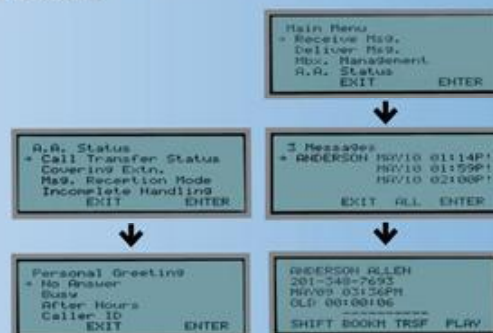 Main Menu
Receive Msg.
Deliver Msg.
Mbx. Management
A.A. Status
EXIT ENTER
A.A. Status
Call Transfer Status
Covering Extn.
Msg. Reception Mode
Incomplete Handling
EXIT ENTER
3 Messages
ANDERSON MAY10 01:14P!
MAY10 01:59P!
MAY10 02:00P!
EXIT ALL ENTER
Personal Greeting
No Answer
Busy
After Hours
Caller ID
EXIT ENTER
ANDERSON ALLEN
201-348-7693
MAY09 03:36PM
OLD 00:00:06
SHIFT BOOKM TRSF PLAY